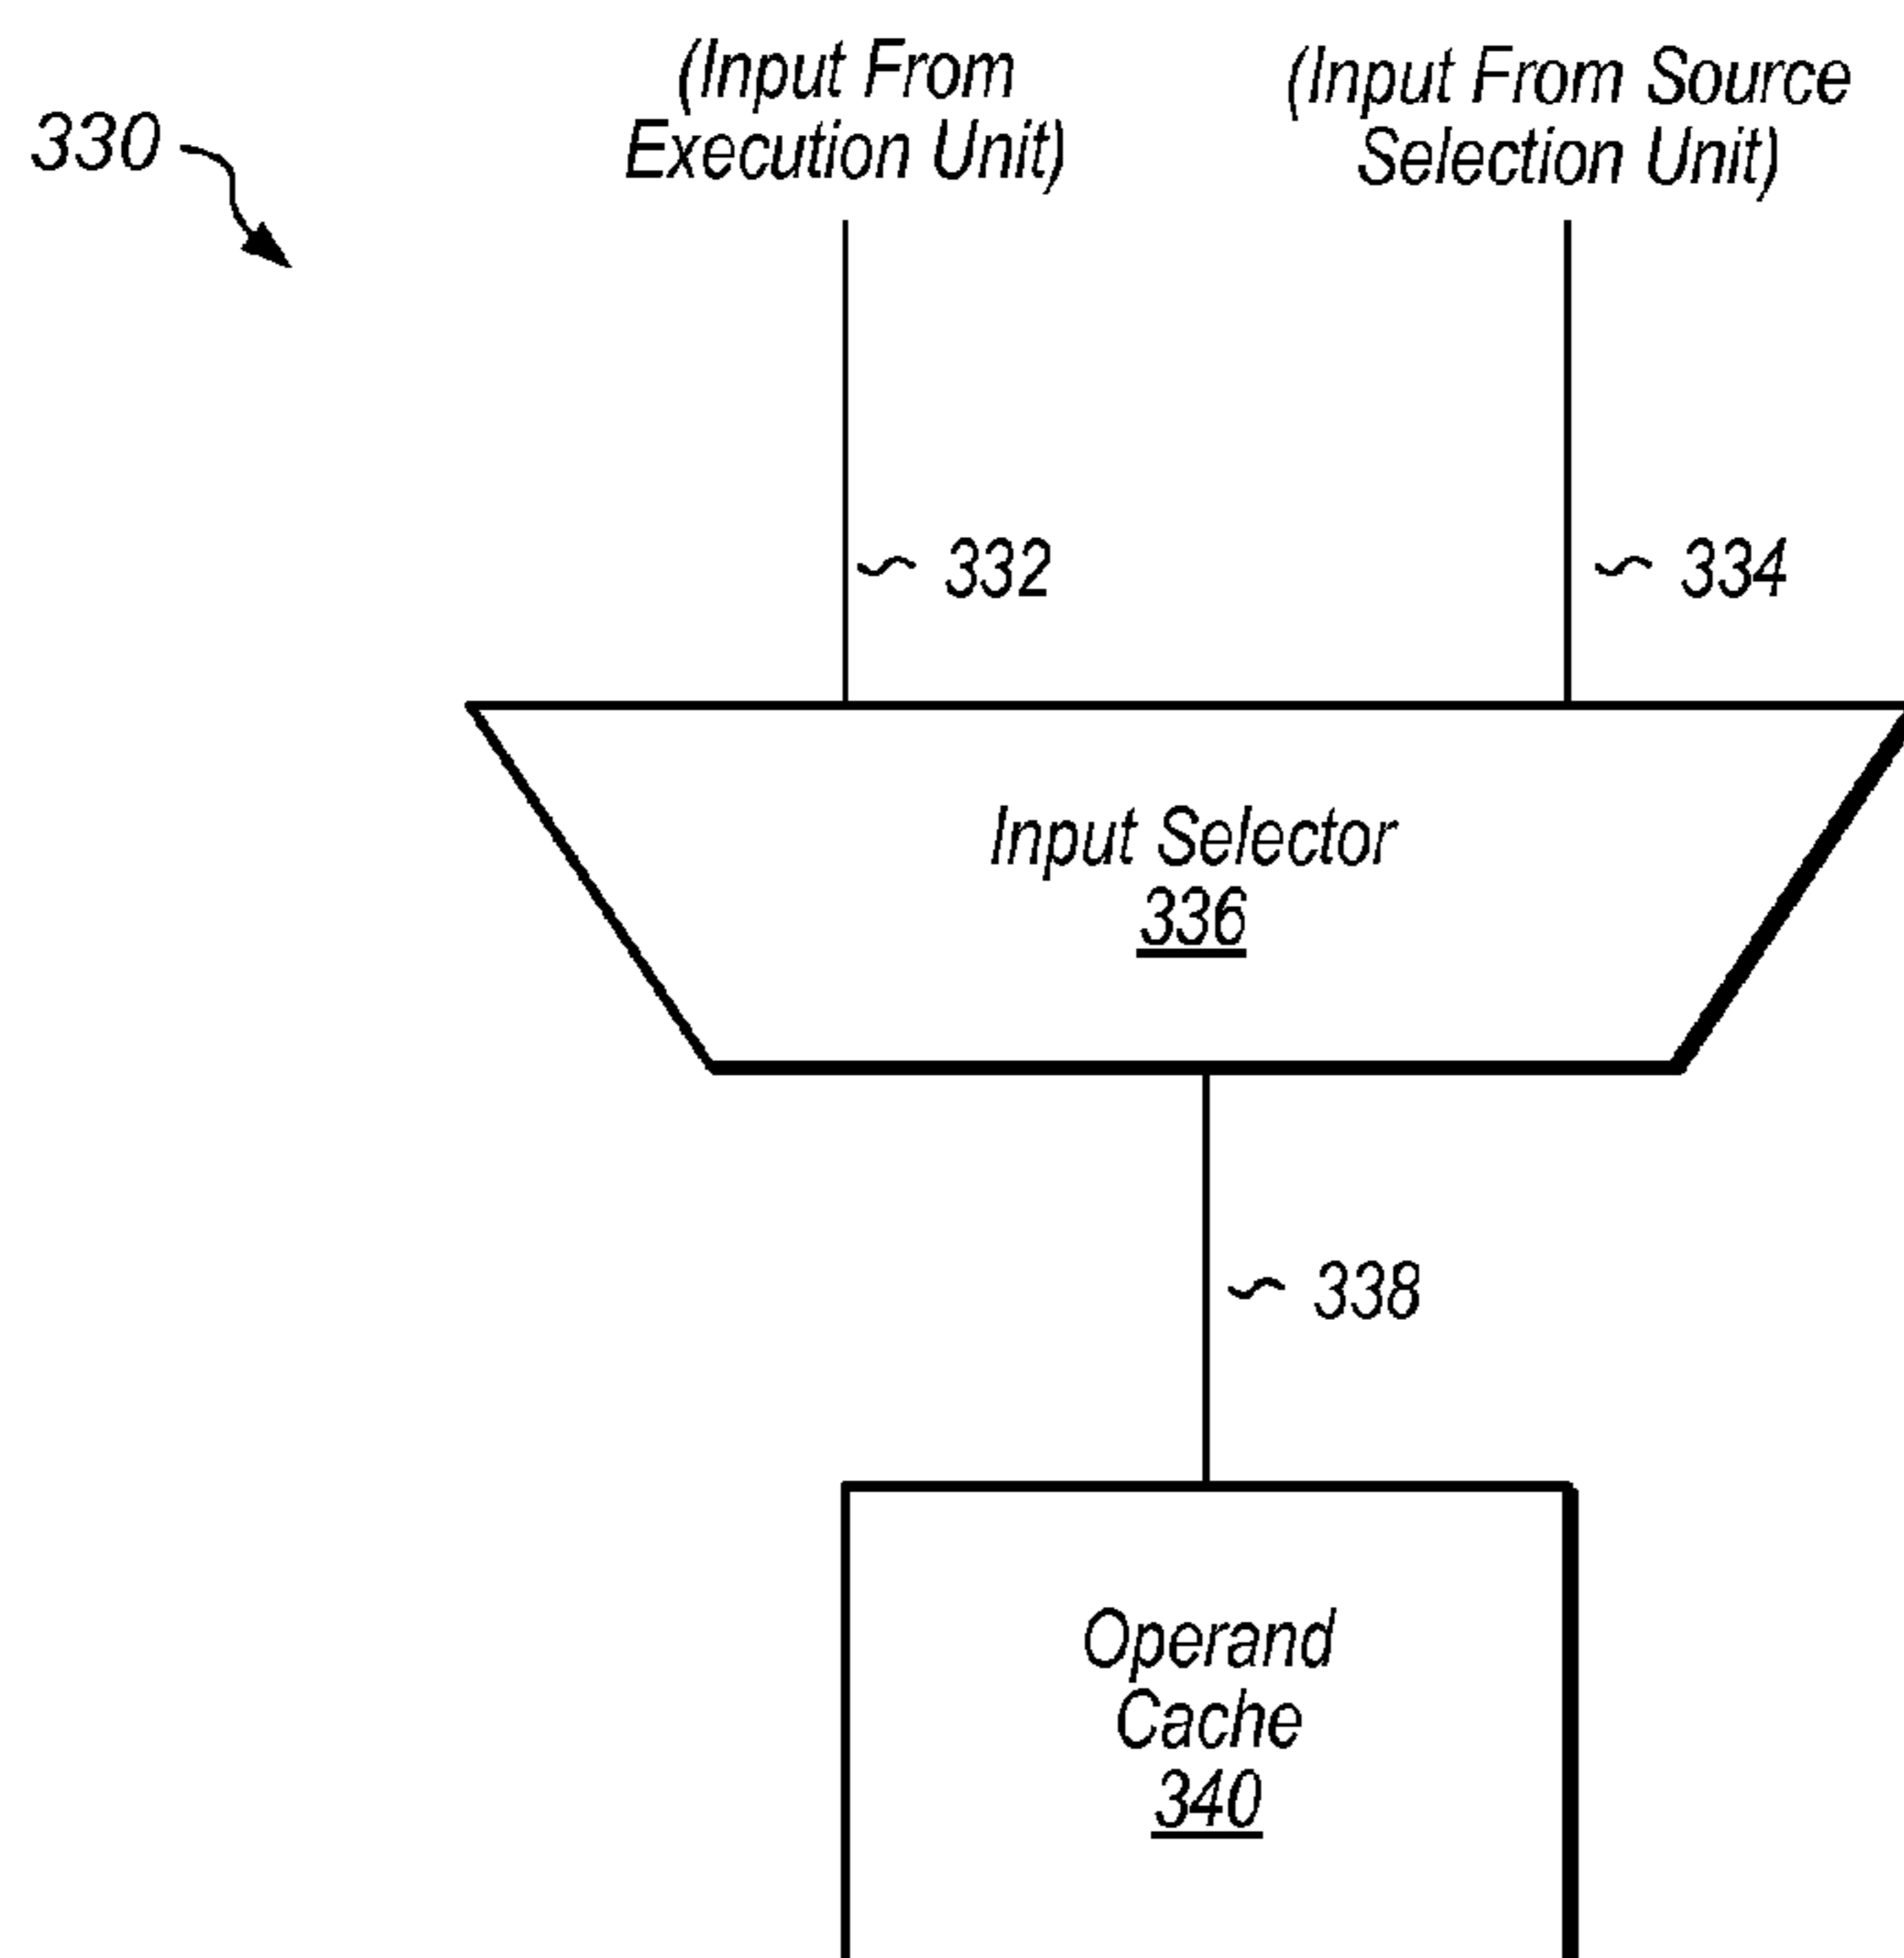 330
(Input From
Execution Unit)
(Input From Source
Selection Unit)
332
334
Input Selector
336
338
Operand
Cache
340